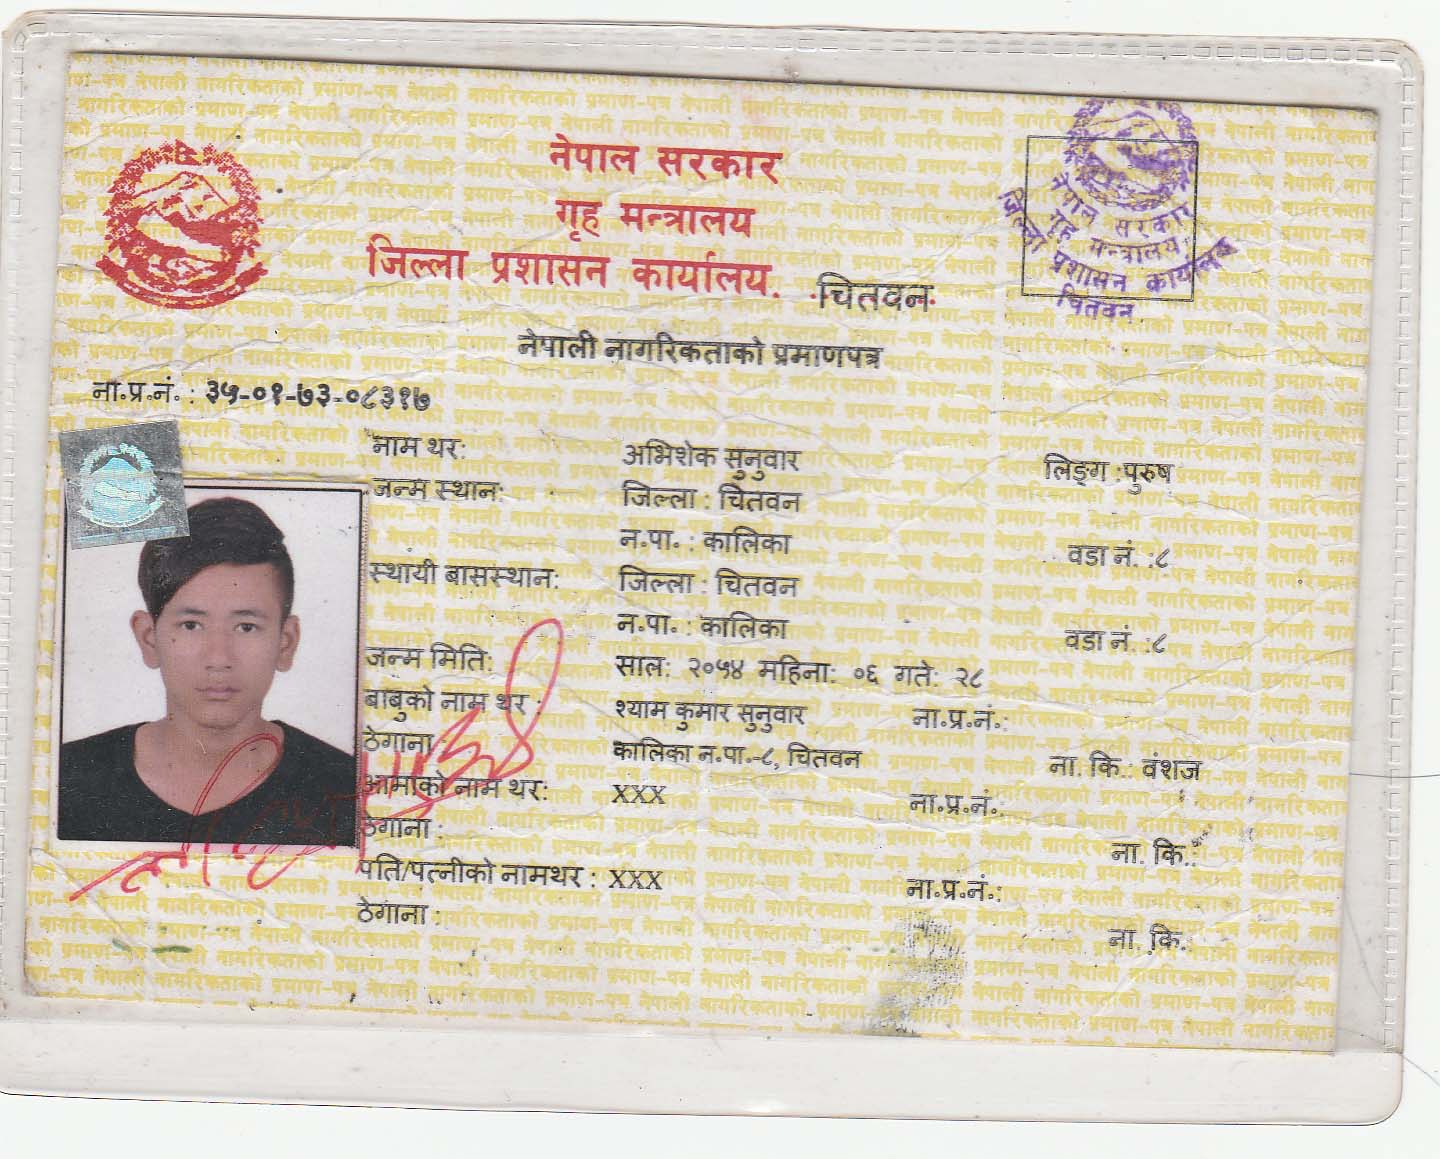 नेपाल सरकार
गृह मन्त्रालय
जिल्ला प्रशासन कार्यालय, चितवन
नेपाल सरकार
गृह मन्त्रालय
जिल्ला प्रशासन कार्यालय
चितवन
नेपाली नागरिकताको प्रमाणपत्र
ना.प्र.नं. : ३५-०१-७३-०८३१७
नाम थर: अभिशेक सुनुवार लिङ्ग :पुरुष
जन्म स्थान: जिल्ला : चितवन
न.पा. : कालिका वडा नं. :८
स्थायी बासस्थान: जिल्ला : चितवन
न.पा. : कालिका वडा नं. :८
जन्म मिति: साल: २०५४ महिना: ०६ गते: २८
बाबुको नाम थर : श्याम कुमार सुनुवार ना.प्र.नं.:
ठेगाना : कालिका न.पा.-८, चितवन ना. कि.: वंशज
आमाको नाम थर: XXX ना.प्र.नं.:
ठेगाना : ना. कि.:
पति/पत्नीको नामथर : XXX ना.प्र.नं.:
ठेगाना : ना. कि.: